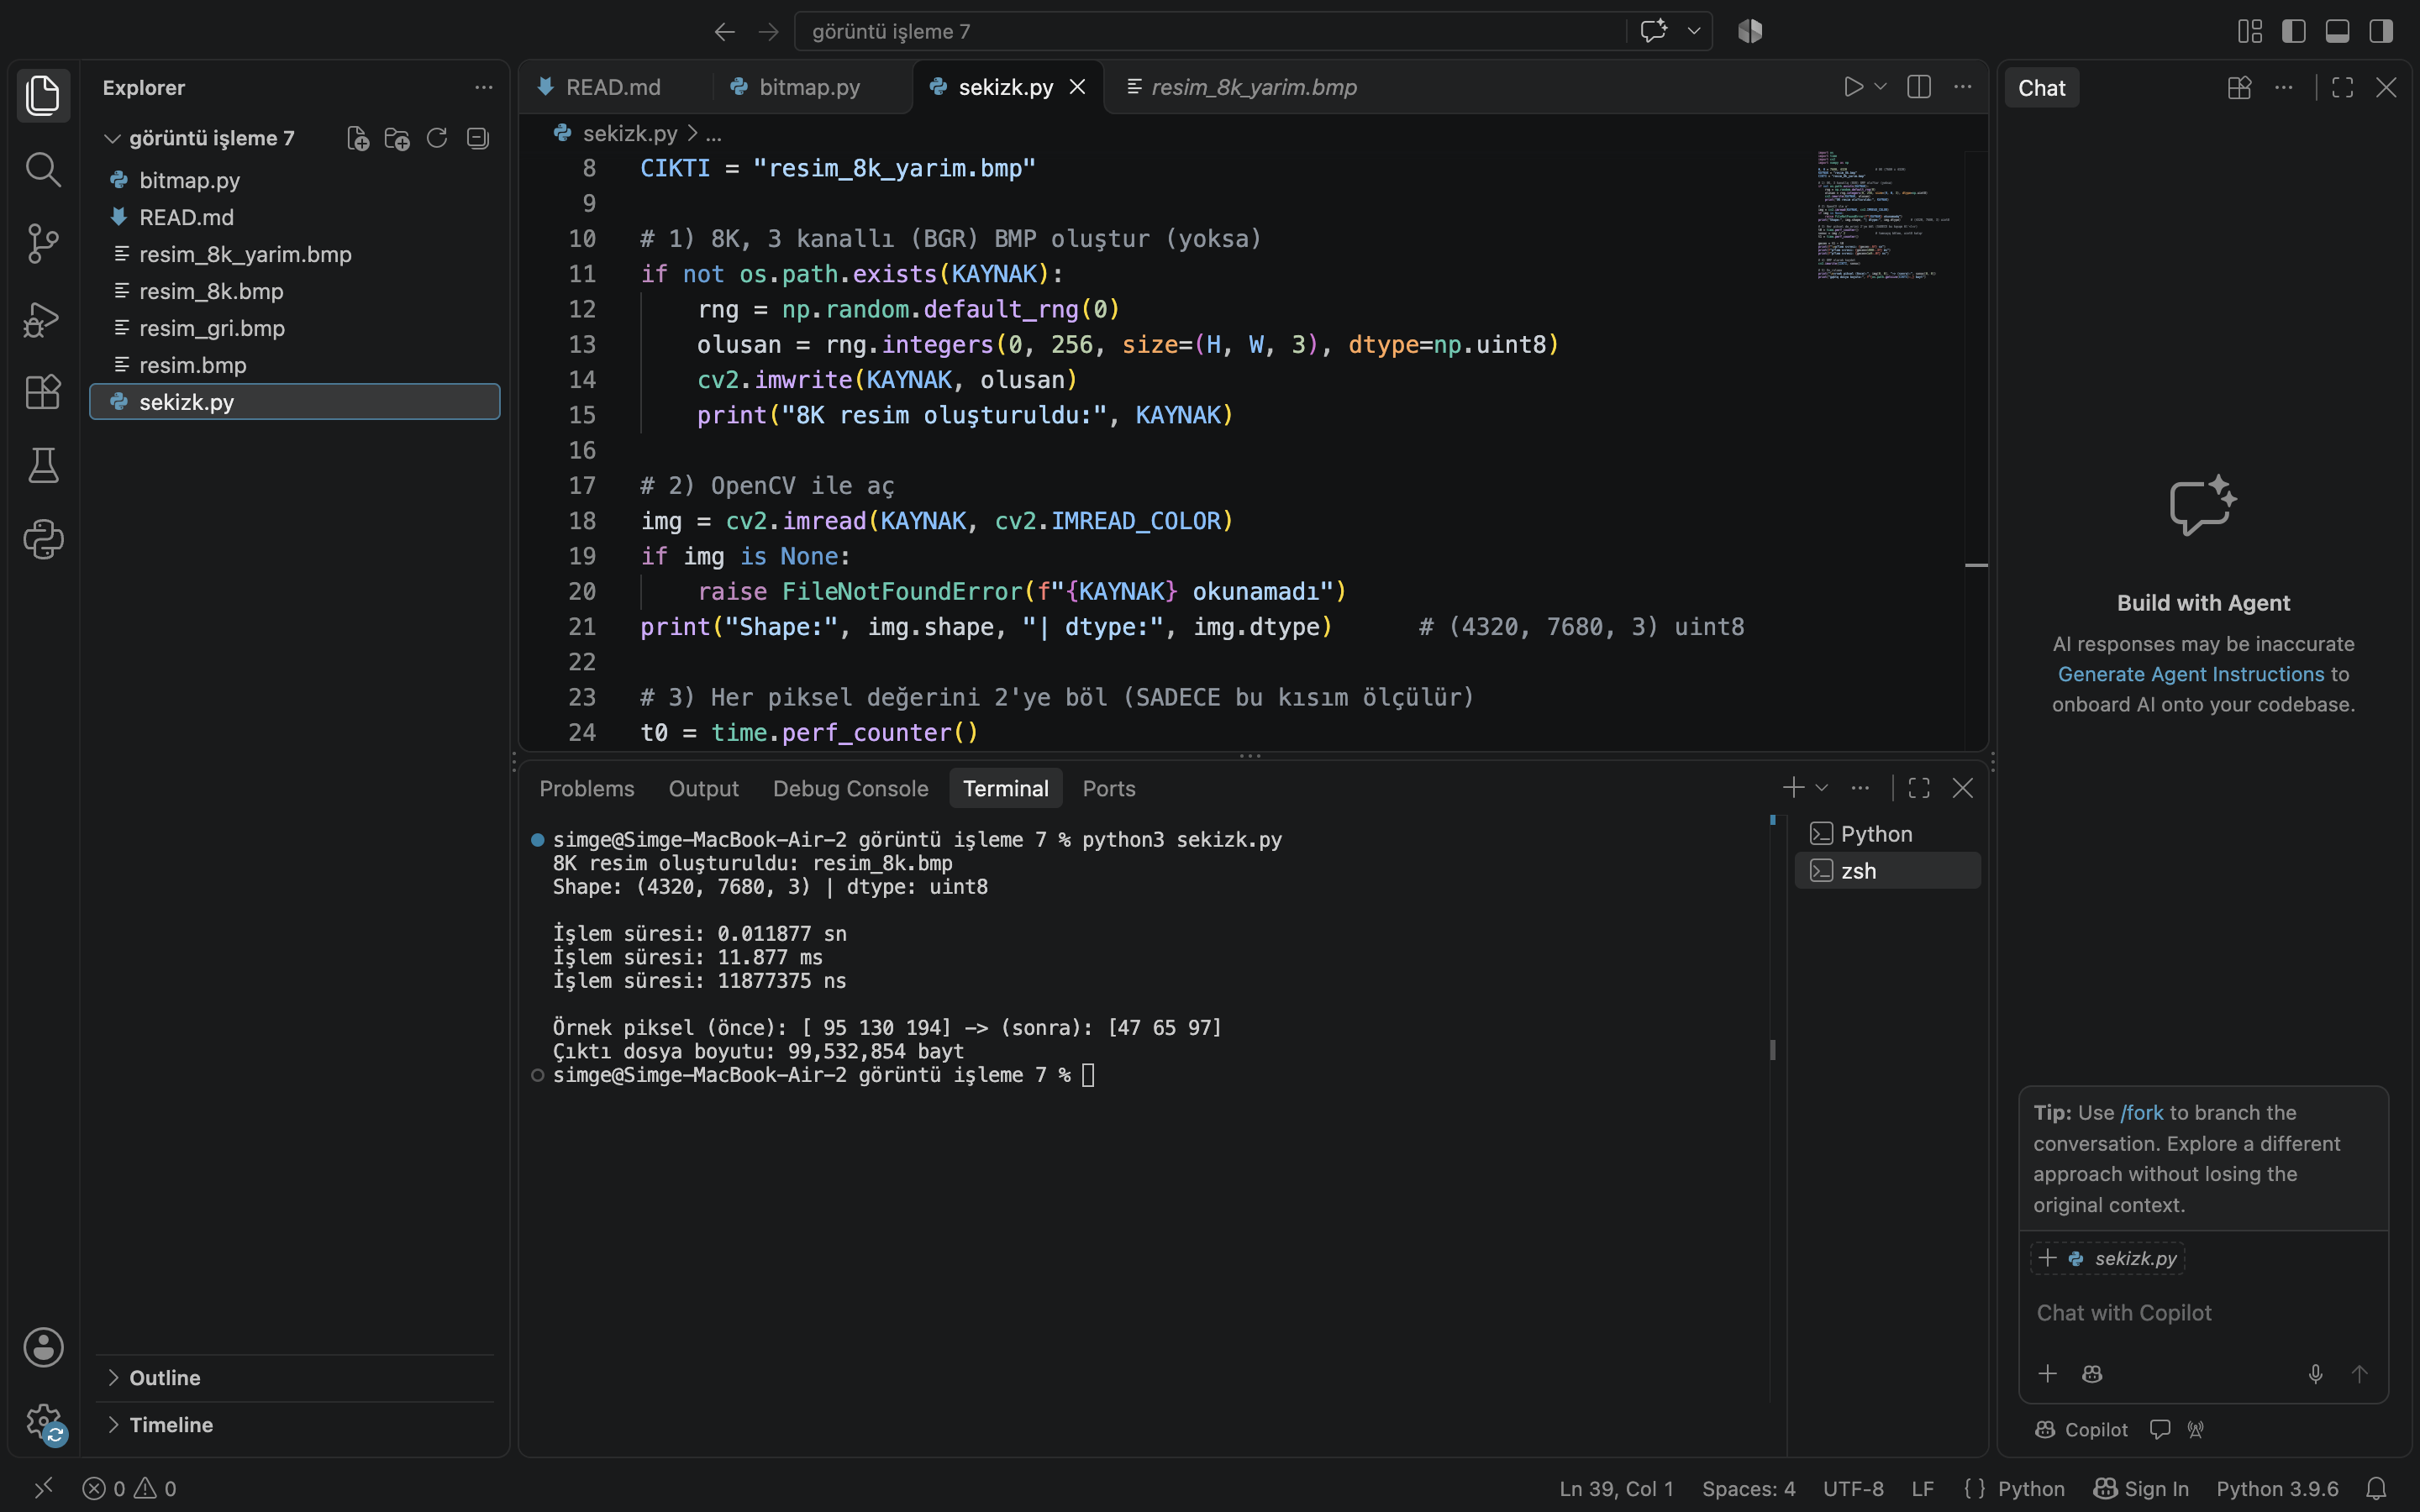 görüntü işleme 7
Explorer
görüntü işleme 7
bitmap.py
READ.md
resim_8k_yarim.bmp
resim_8k.bmp
resim_gri.bmp
resim.bmp
sekizk.py
Outline
Timeline
READ.md
bitmap.py
sekizk.py
resim_8k_yarim.bmp
sekizk.py > ...
8 CIKTI = "resim_8k_yarim.bmp"
9
10 # 1) 8K, 3 kanallı (BGR) BMP oluştur (yoksa)
11 if not os.path.exists(KAYNAK):
12 rng = np.random.default_rng(0)
13 olusan = rng.integers(0, 256, size=(H, W, 3), dtype=np.uint8)
14 cv2.imwrite(KAYNAK, olusan)
15 print("8K resim oluşturuldu:", KAYNAK)
16
17 # 2) OpenCV ile aç
18 img = cv2.imread(KAYNAK, cv2.IMREAD_COLOR)
19 if img is None:
20 raise FileNotFoundError(f"{KAYNAK} okunamadı")
21 print("Shape:", img.shape, "| dtype:", img.dtype) # (4320, 7680, 3) uint8
22
23 # 3) Her piksel değerini 2'ye böl (SADECE bu kısım ölçülür)
24 t0 = time.perf_counter()
Problems Output Debug Console Terminal Ports
simge@Simge-MacBook-Air-2 görüntü işleme 7 % python3 sekizk.py
8K resim oluşturuldu: resim_8k.bmp
Shape: (4320, 7680, 3) | dtype: uint8
İşlem süresi: 0.011877 sn
İşlem süresi: 11.877 ms
İşlem süresi: 11877375 ns
Örnek piksel (önce): [ 95 130 194] -> (sonra): [47 65 97]
Çıktı dosya boyutu: 99,532,854 bayt
simge@Simge-MacBook-Air-2 görüntü işleme 7 %
Python
zsh
Chat
Build with Agent
AI responses may be inaccurate
Generate Agent Instructions to
onboard AI onto your codebase.
Tip: Use /fork to branch the
conversation. Explore a different
approach without losing the
original context.
sekizk.py
Chat with Copilot
Copilot
0 0
Ln 39, Col 1 Spaces: 4 UTF-8 LF {} Python Sign In Python 3.9.6